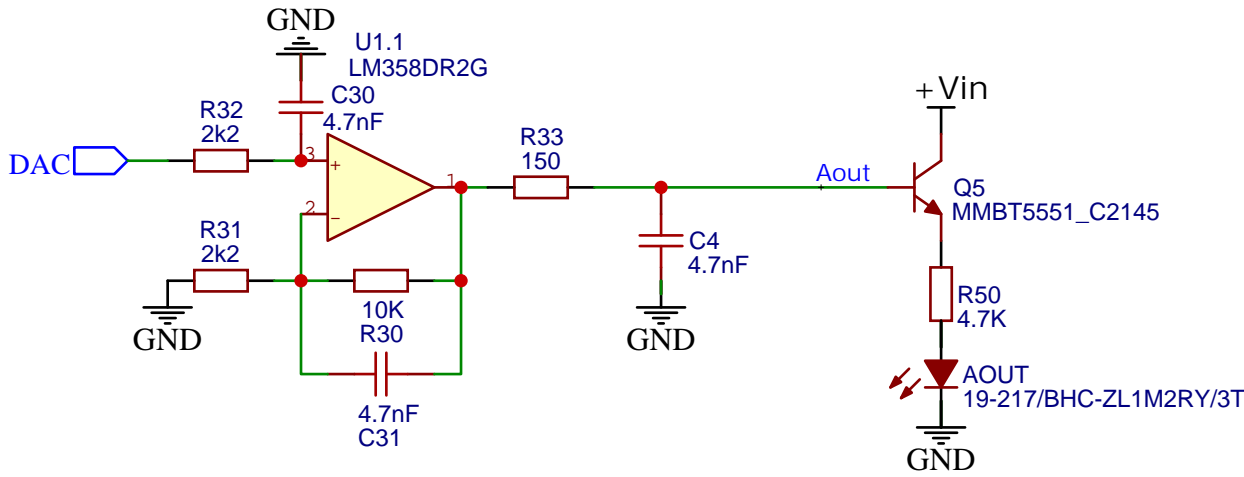 GND
U1.1
LM358DR2G
C30
4.7nF
R32
2k2
DAC
3
+
2
-
1
R33
150
Aout
+Vin
Q5
MMBT5551_C2145
R31
2k2
GND
10K
R30
4.7nF
C31
C4
4.7nF
GND
R50
4.7K
AOUT
19-217/BHC-ZL1M2RY/3T
GND